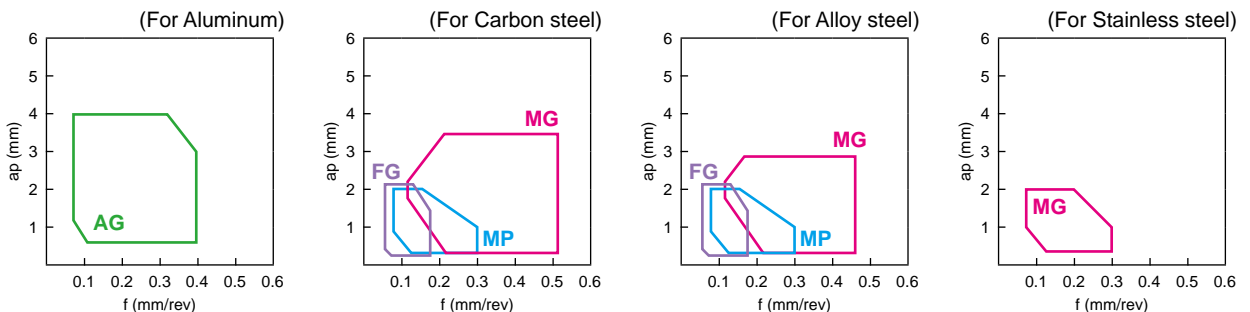 (For Aluminum)
6
5
4
3
2
1
ap (mm)
AG
0.1 0.2 0.3 0.4 0.5 0.6
f (mm/rev)
(For Carbon steel)
6
5
4
3
2
1
ap (mm)
MG
FG
MP
0.1 0.2 0.3 0.4 0.5 0.6
f (mm/rev)
(For Alloy steel)
6
5
4
3
2
1
ap (mm)
MG
FG
MP
0.1 0.2 0.3 0.4 0.5 0.6
f (mm/rev)
(For Stainless steel)
6
5
4
3
2
1
ap (mm)
MG
0.1 0.2 0.3 0.4 0.5 0.6
f (mm/rev)